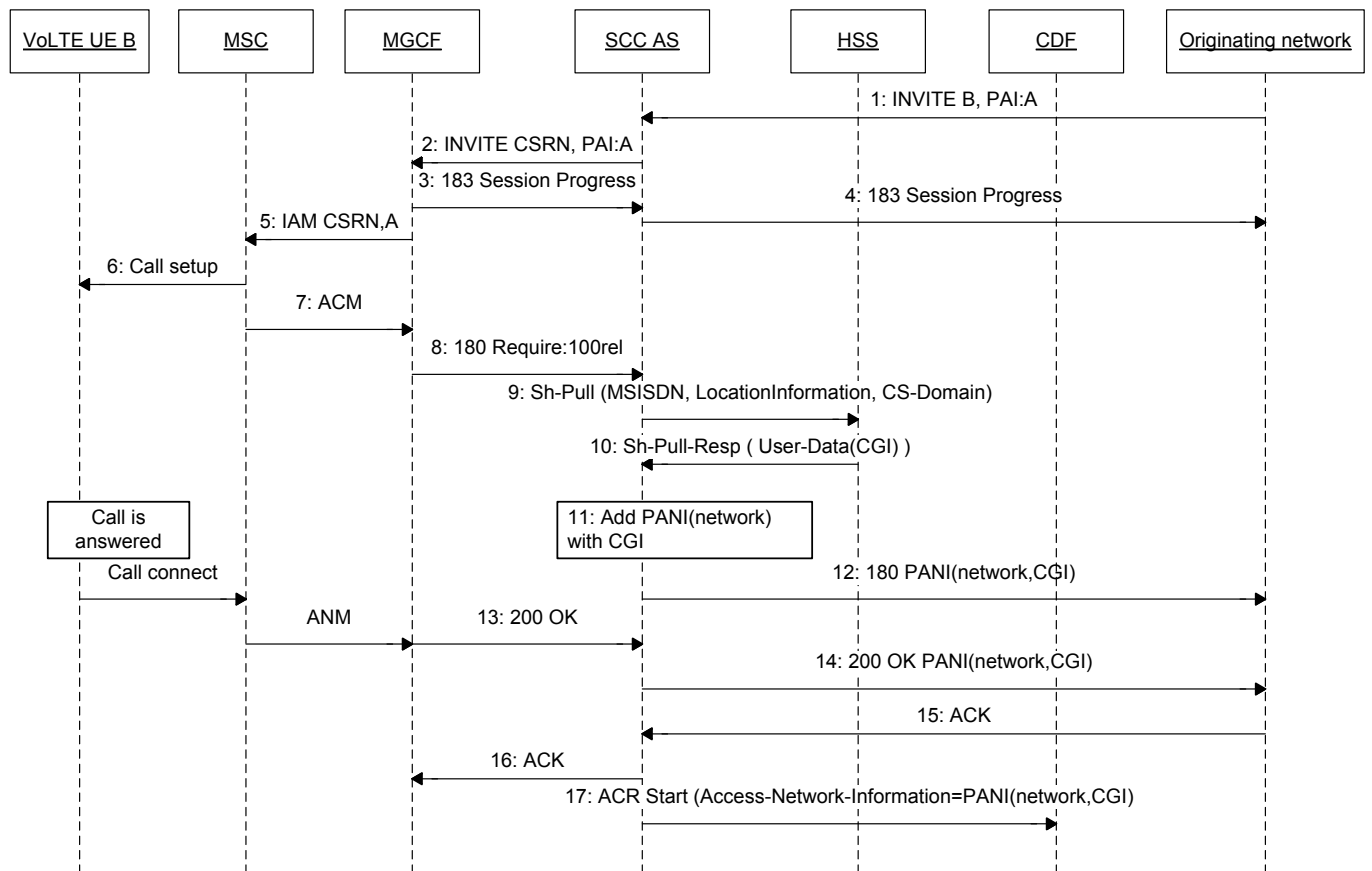 VoLTE UE B
MSC
MGCF
SCC AS
HSS
CDF
Originating network
1: INVITE B, PAI:A
2: INVITE CSRN, PAI:A
3: 183 Session Progress
4: 183 Session Progress
5: IAM CSRN,A
6: Call setup
7: ACM
8: 180 Require:100rel
9: Sh-Pull (MSISDN, LocationInformation, CS-Domain)
10: Sh-Pull-Resp ( User-Data(CGI) )
Call is
answered
11: Add PANI(network)
with CGI
Call connect
12: 180 PANI(network,CGI)
ANM
13: 200 OK
14: 200 OK PANI(network,CGI)
15: ACK
16: ACK
17: ACR Start (Access-Network-Information=PANI(network,CGI)